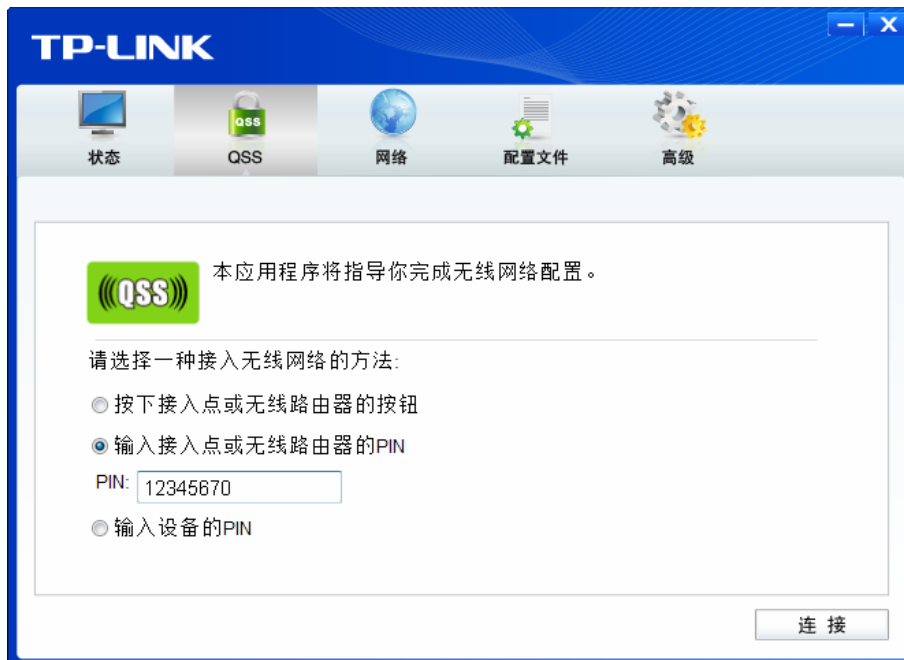 TP-LINK
QSS
状态
QSS
网络
配置文件
高级
QSS
本应用程序将指导你完成无线网络配置。
请选择一种接入无线网络的方法:
按下接入点或无线路由器的按钮
输入接入点或无线路由器的PIN
PIN: 12345670
输入设备的PIN
连 接